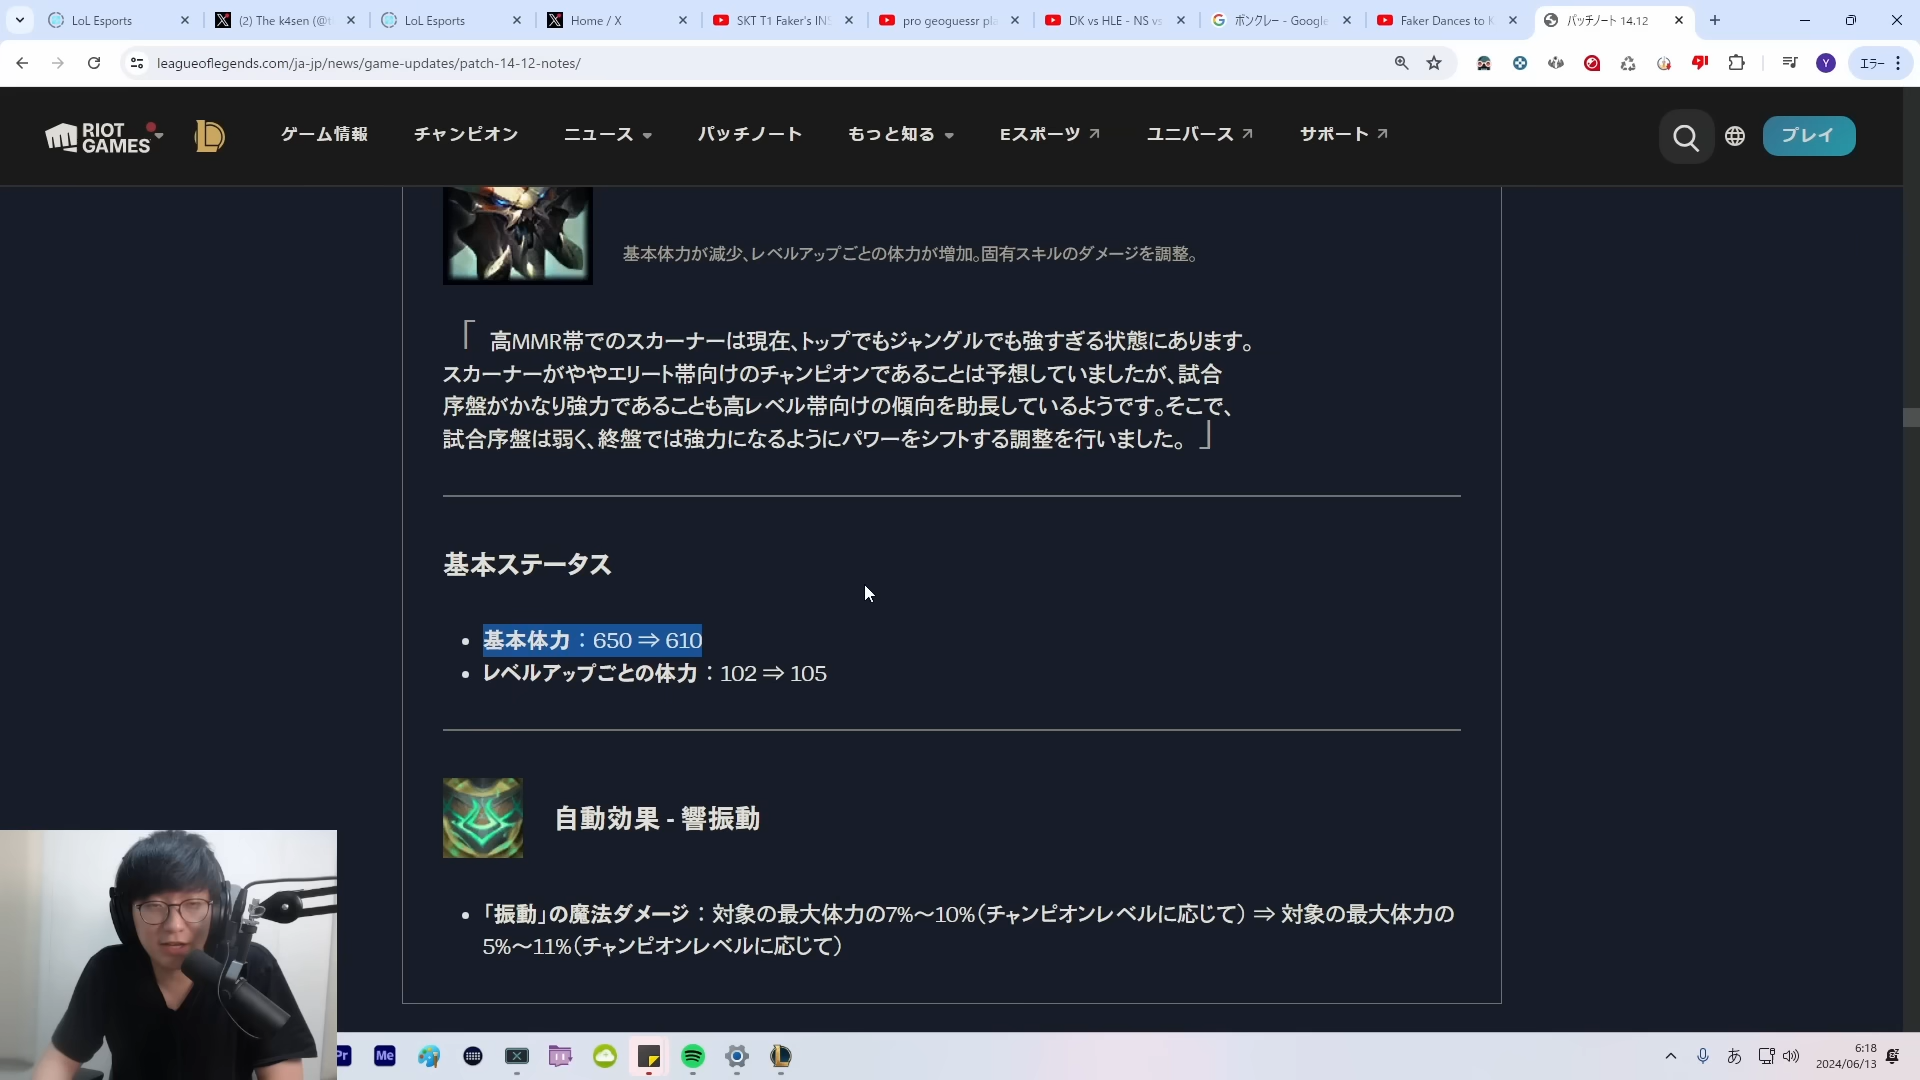 LoL Esports
(2) The k4sen (@t
LoL Esports
Home / X
SKT T1 Faker's INS
pro geoguessr pla
DK vs HLE - NS vs
ボンクレー - Google
Faker Dances to K
パッチノート 14.12
leagueoflegends.com/ja-jp/news/game-updates/patch-14-12-notes/
Y
エラー
RIOT
GAMES
ゲーム情報
チャンピオン
ニュース
パッチノート
もっと知る
Eスポーツ
ユニバース
サポート
プレイ
基本体力が減少、レベルアップごとの体力が増加。固有スキルのダメージを調整。
「 高MMR帯でのスカーナーは現在、トップでもジャングルでも強すぎる状態にあります。
スカーナーがややエリート帯向けのチャンピオンであることは予想していましたが、試合
序盤がかなり強力であることも高レベル帯向けの傾向を助長しているようです。そこで、
試合序盤は弱く、終盤では強力になるようにパワーをシフトする調整を行いました。 」
基本ステータス
• 基本体力：650 ⇒ 610
• レベルアップごとの体力：102 ⇒ 105
自動効果 - 響振動
• 「振動」の魔法ダメージ：対象の最大体力の7%～10%（チャンピオンレベルに応じて） ⇒ 対象の最大体力の
5%～11%（チャンピオンレベルに応じて）
Pr
Me
あ
6:18
2024/06/13